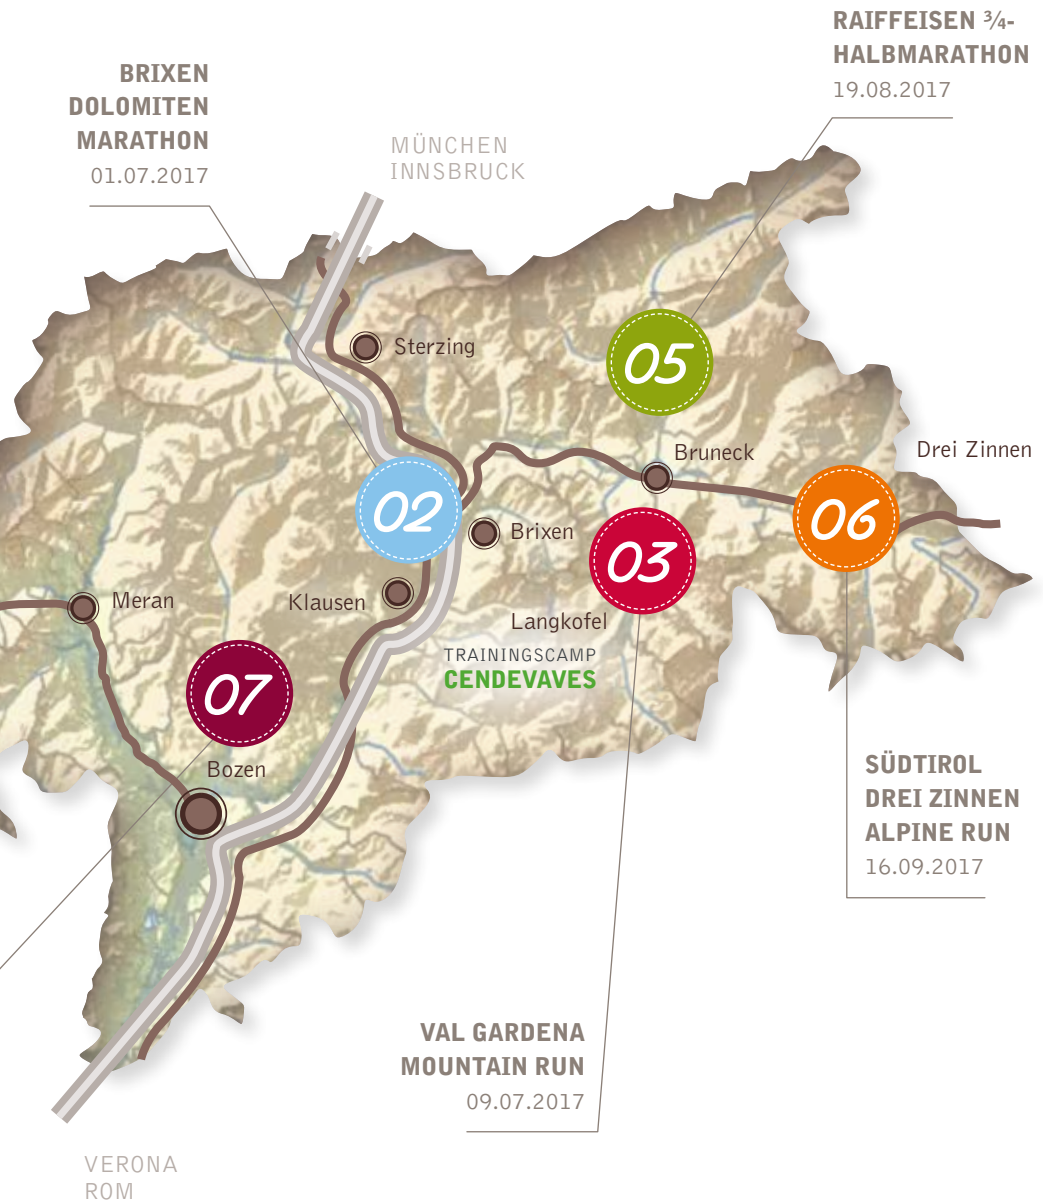 RAIFFEISEN ¾-
HALBMARATHON
19.08.2017
BRIXEN
DOLOMITEN
MARATHON
01.07.2017
MÜNCHEN
INNSBRUCK
Sterzing
05
Bruneck
Drei Zinnen
02
06
Brixen
03
Meran
Klausen
Langkofel
TRAININGSCAMP
CENDEVAVES
07
Bozen
SÜDTIROL
DREI ZINNEN
ALPINE RUN
16.09.2017
VAL GARDENA
MOUNTAIN RUN
09.07.2017
VERONA
ROM